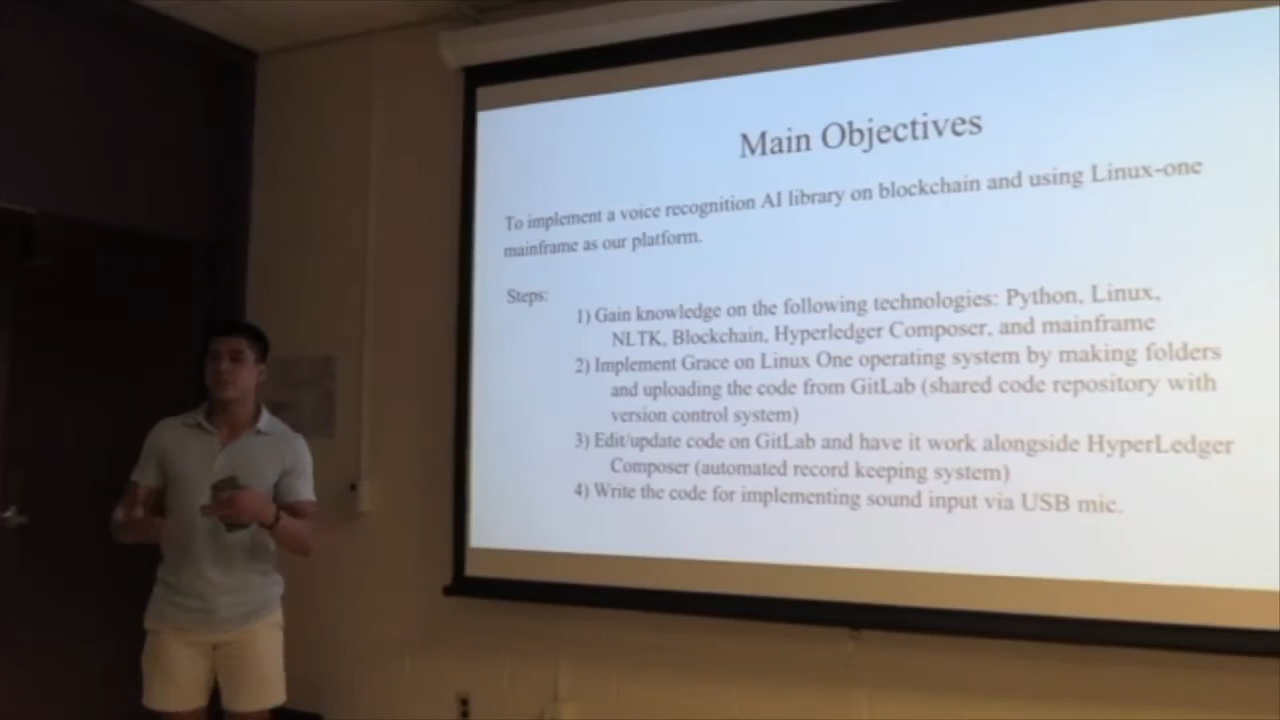 Main Objectives
To implement a voice recognition AI library on blockchain and using Linux-one
mainframe as our platform.
Steps:
1) Gain knowledge on the following technologies: Python, Linux,
NLTK, Blockchain, Hyperledger Composer, and mainframe
2) Implement Grace on Linux One operating system by making folders
and uploading the code from GitLab (shared code repository with
version control system)
3) Edit/update code on GitLab and have it work alongside HyperLedger
Composer (automated record keeping system)
4) Write the code for implementing sound input via USB mic.